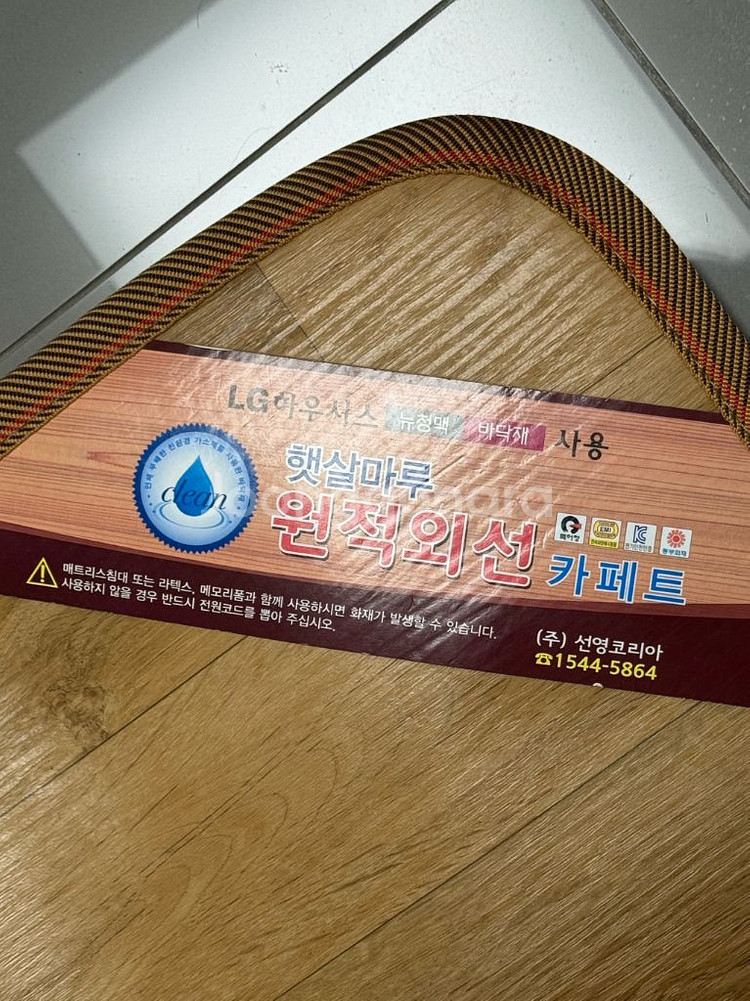 LG하우시스 뉴청맥 바닥재 사용
clean
햇살마루
원적외선 카페트
EMI
매트리스침대 또는 라텍스, 메모리폼과 함께 사용하시면 화재가 발생할 수 있습니다.
사용하지 않을 경우 반드시 전원코드를 뽑아 주십시오.
(주) 선영코리아
☎1544-5864